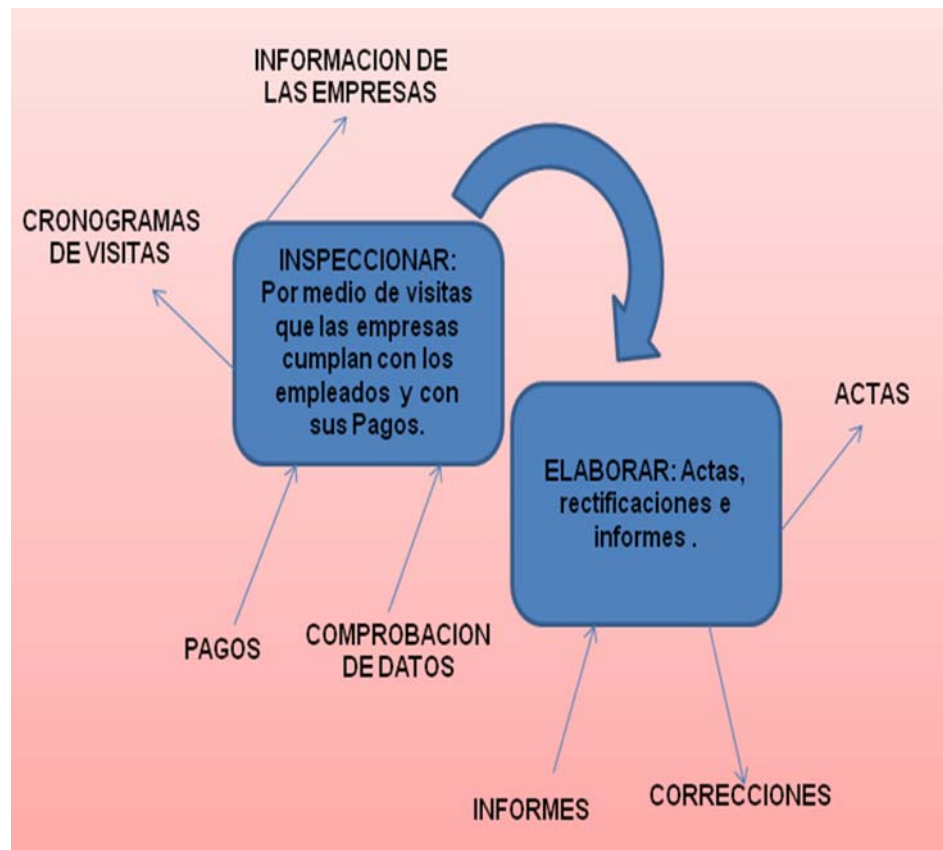 INFORMACION DE
LAS EMPRESAS
CRONOGRAMAS
DE VISITAS
INSPECCIONAR:
Por medio de visitas
que las empresas
cumplan con los
empleados y con
sus Pagos.
ACTAS
ELABORAR: Actas,
rectificaciones e
informes .
PAGOS
COMPROBACION
DE DATOS
INFORMES
CORRECCIONES